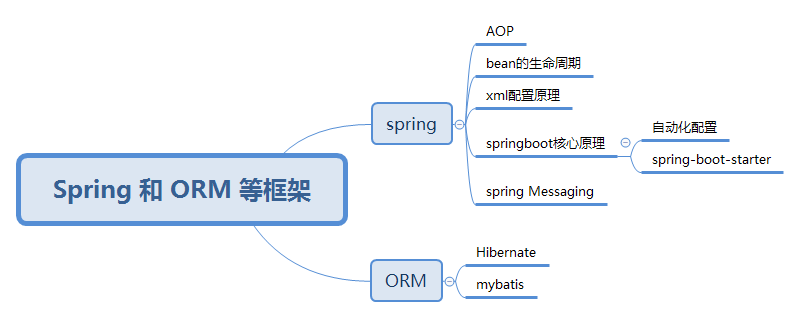 Spring 和 ORM 等框架
spring
AOP
bean的生命周期
xml配置原理
springboot核心原理
自动化配置
spring-boot-starter
spring Messaging
ORM
Hibernate
mybatis